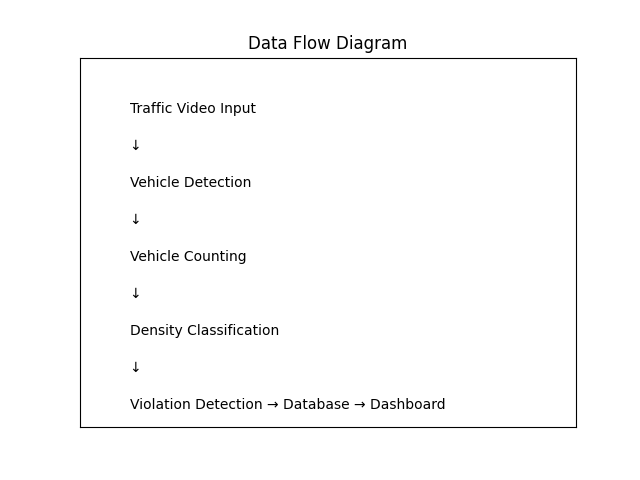 Data Flow Diagram
Traffic Video Input
↓
Vehicle Detection
↓
Vehicle Counting
↓
Density Classification
↓
Violation Detection → Database → Dashboard